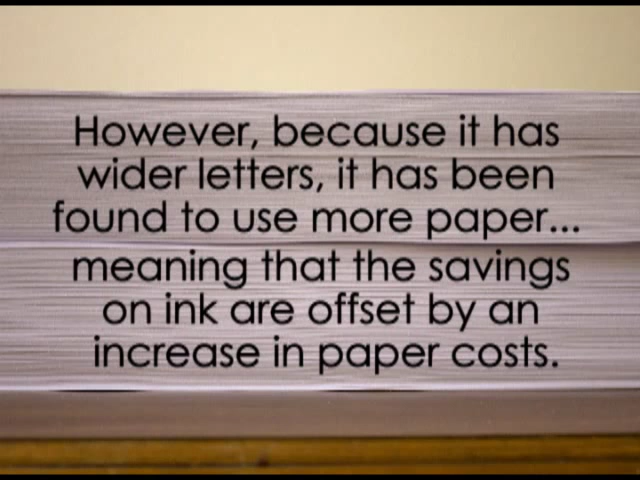 However, because it has
wider letters, it has been
found to use more paper...
meaning that the savings
on ink are offset by an
increase in paper costs.